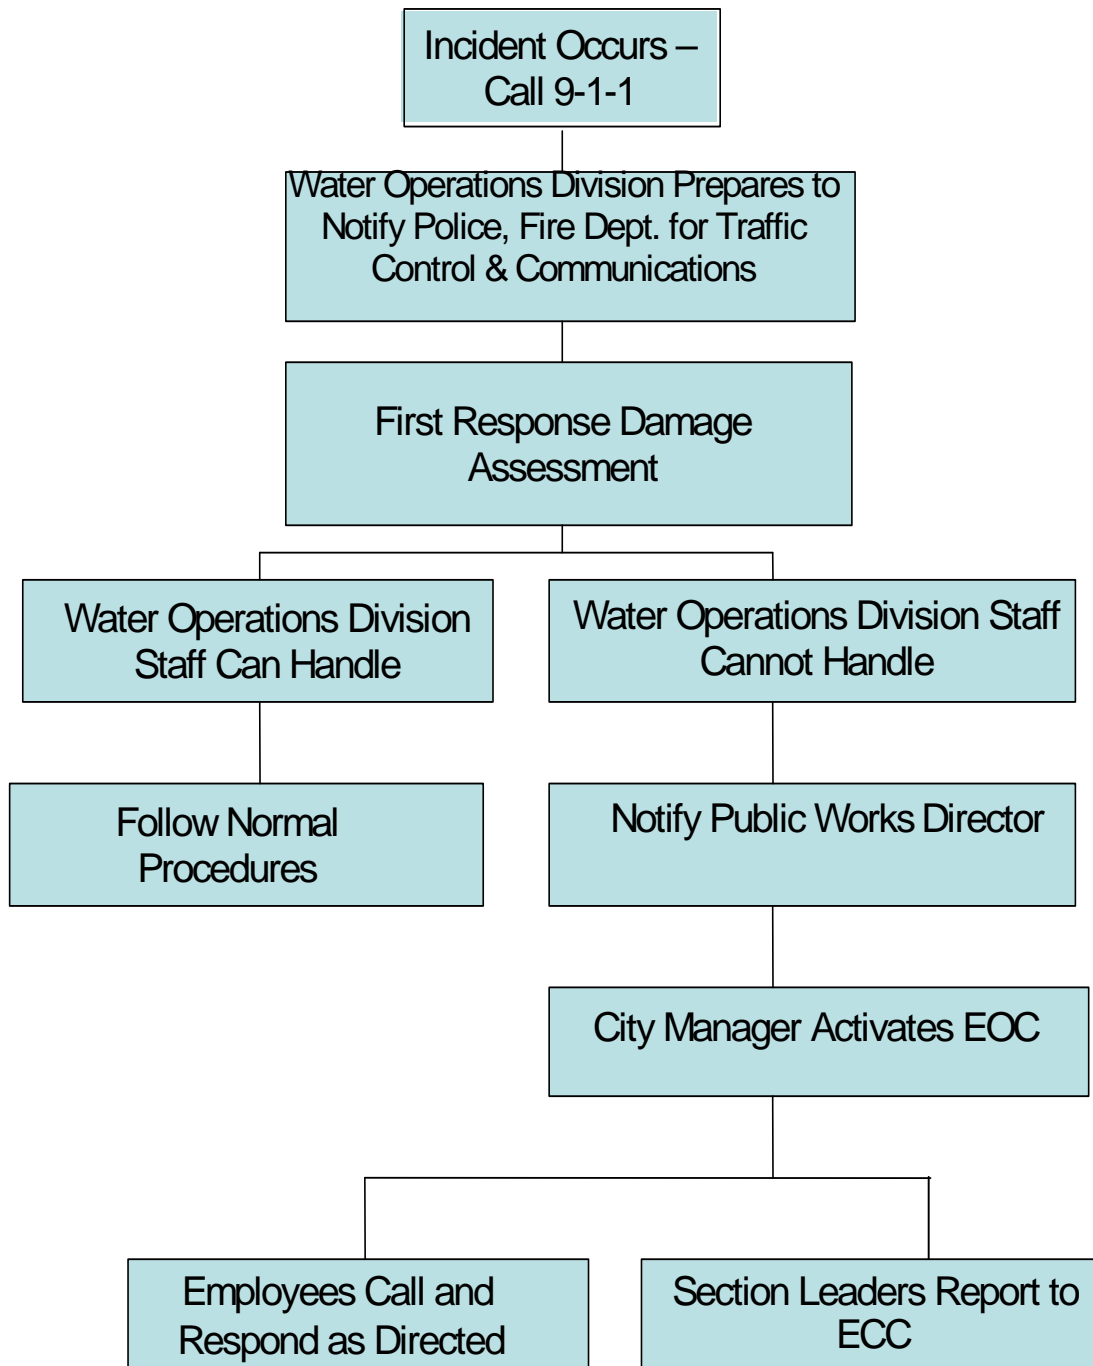 Incident Occurs –
Call 9-1-1
Water Operations Division Prepares to
Notify Police, Fire Dept. for Traffic
Control & Communications
First Response Damage
Assessment
Water Operations Division
Staff Can Handle
Water Operations Division Staff
Cannot Handle
Follow Normal
Procedures
Notify Public Works Director
City Manager Activates EOC
Employees Call and
Respond as Directed
Section Leaders Report to
ECC